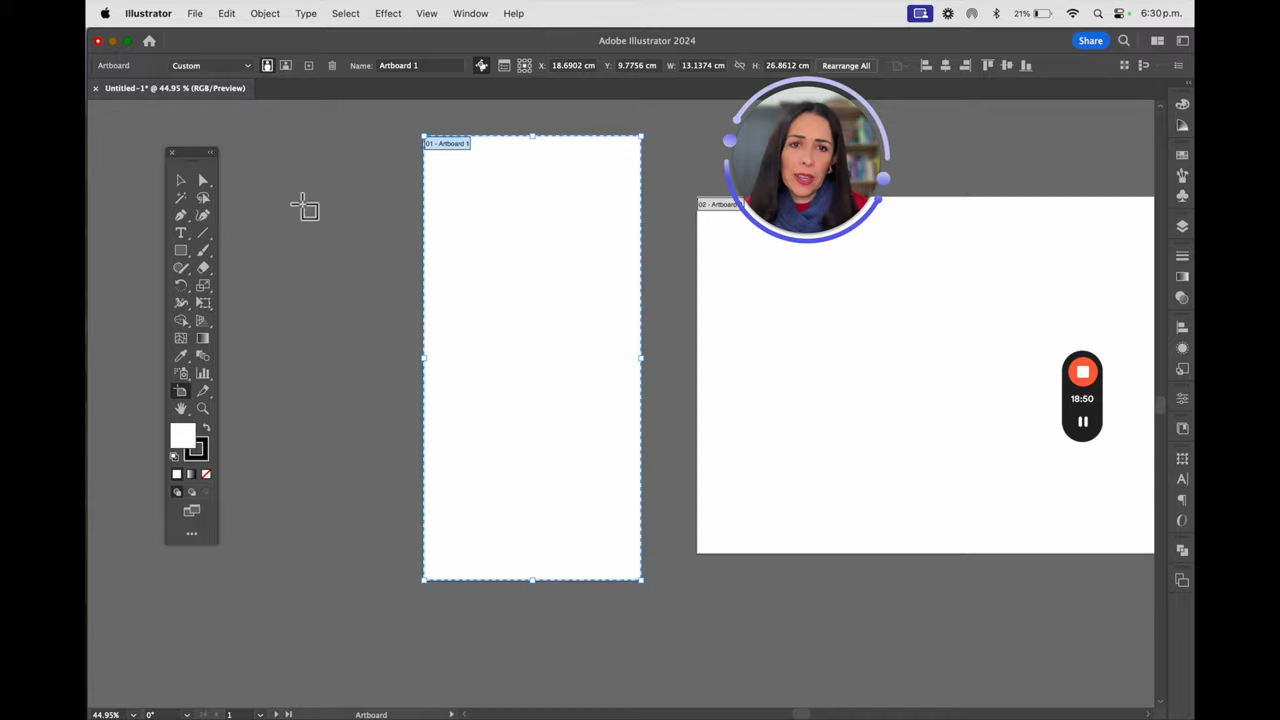 Illustrator File Edit Object Type Select Effect View Window Help 21% 6:30 p.m.
Adobe Illustrator 2024 Share
Artboard Custom Name: Artboard 1 X: 18.6902 cm Y: 9.7756 cm W: 13.1374 cm H: 26.8612 cm Rearrange All
Untitled-1* @ 44.95 % (RGB/Preview)
01 - Artboard 1
02 - Artboard
18:50
44.95% 0° 1 Artboard